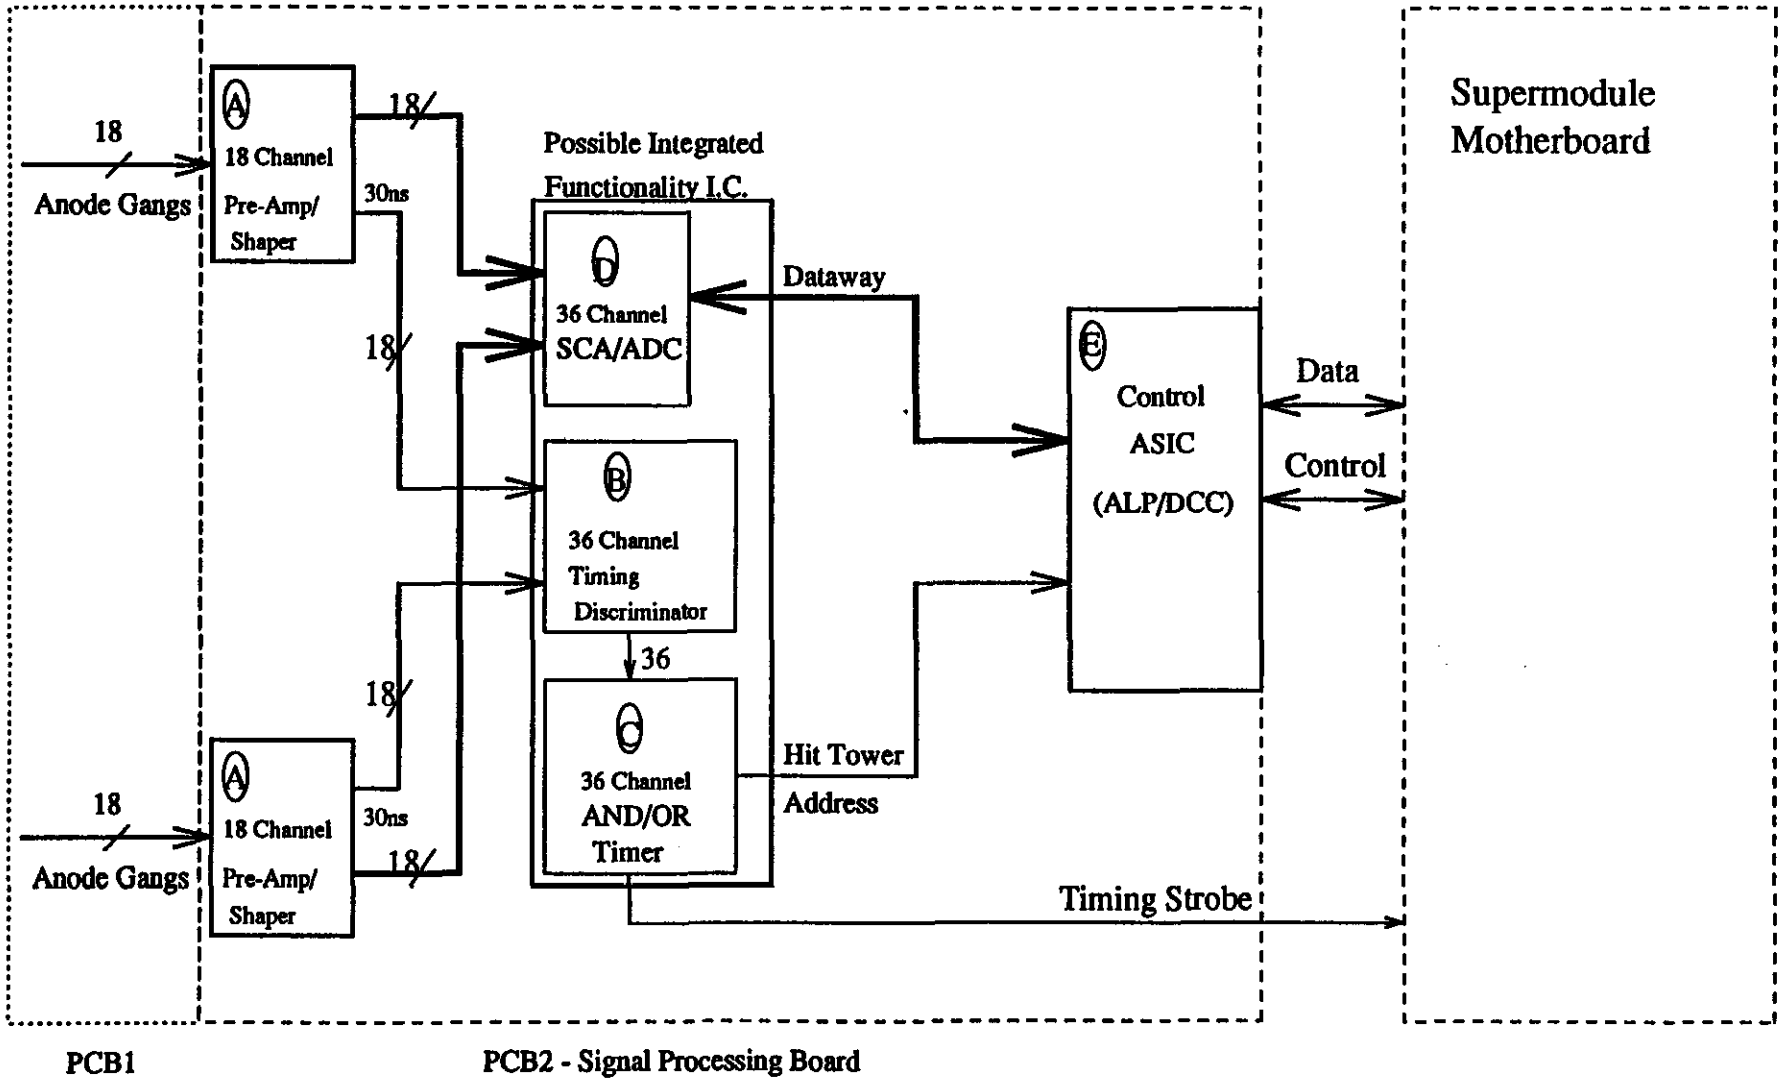 18
Anode Gangs
A
18 Channel
Pre-Amp/
Shaper
18
30ns
18
Possible Integrated
Functionality I.C.
D
36 Channel
SCA/ADC
Dataway
B
36 Channel
Timing
Discriminator
36
C
36 Channel
AND/OR
Timer
Hit Tower
Address
E
Control
ASIC
(ALP/DCC)
Data
Control
Timing Strobe
Supermodule
Motherboard
18
Anode Gangs
A
18 Channel
Pre-Amp/
Shaper
18
30ns
18
PCB1
PCB2 - Signal Processing Board